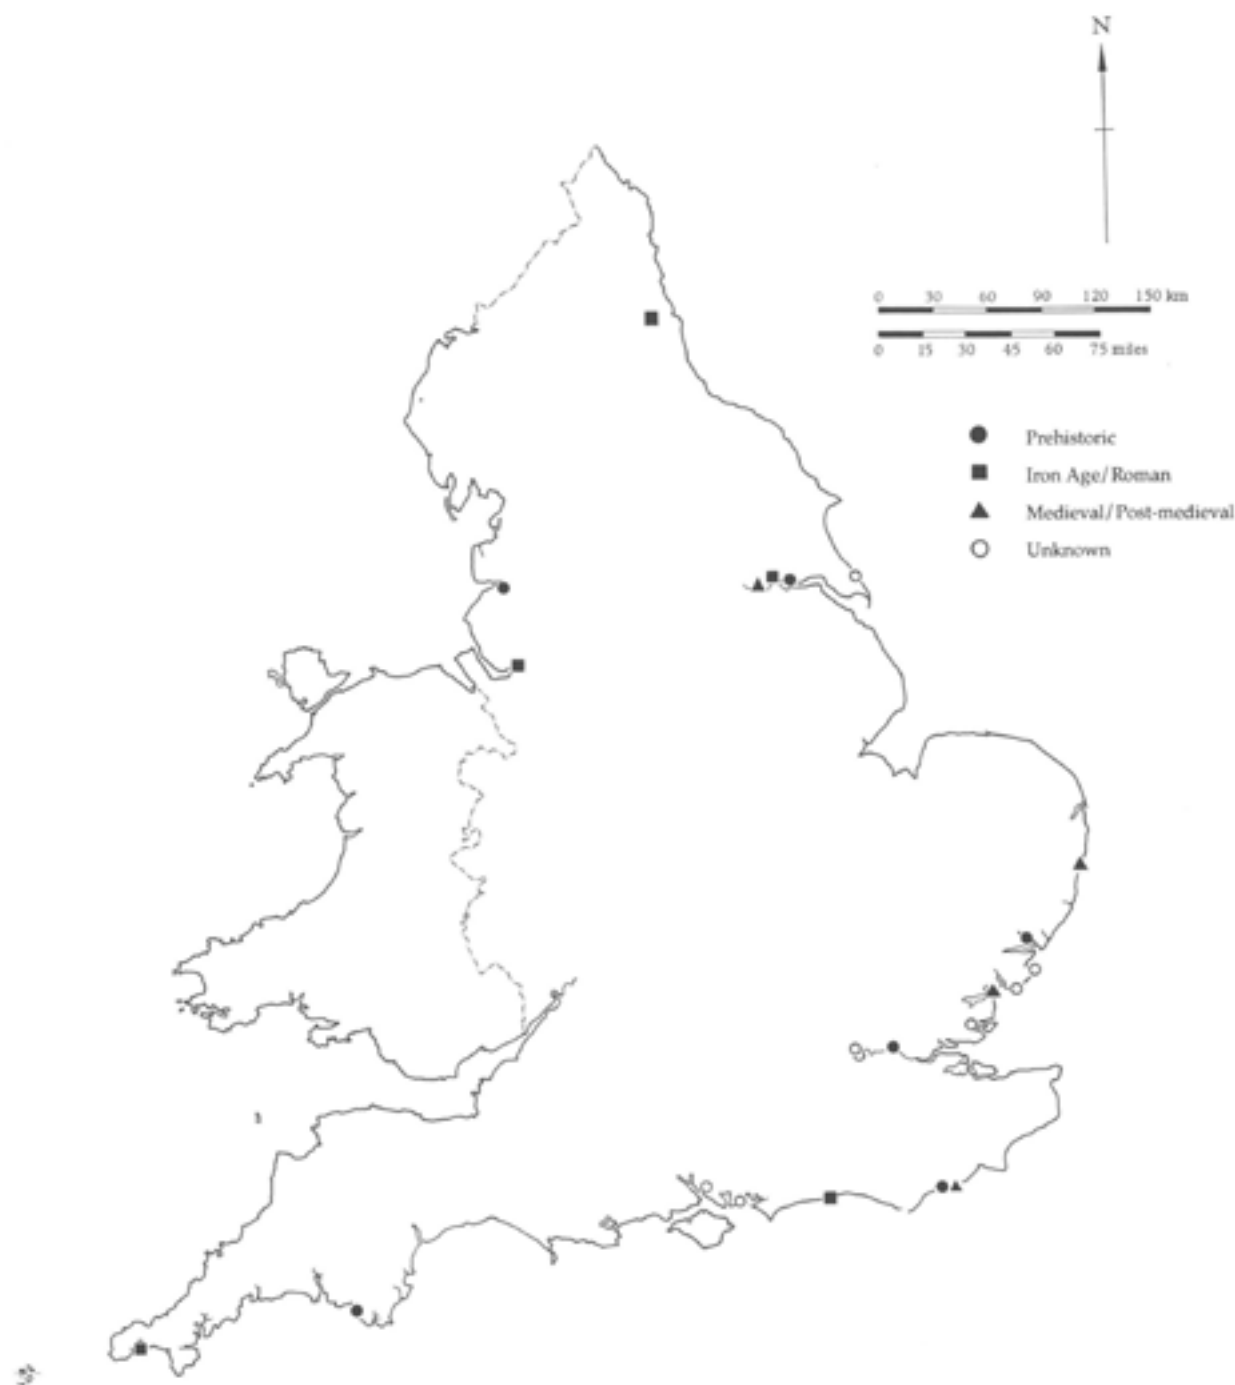 N
0 30 60 90 120 150 km
0 15 30 45 60 75 miles
Prehistoric
Iron Age/Roman
Medieval/Post-medieval
Unknown